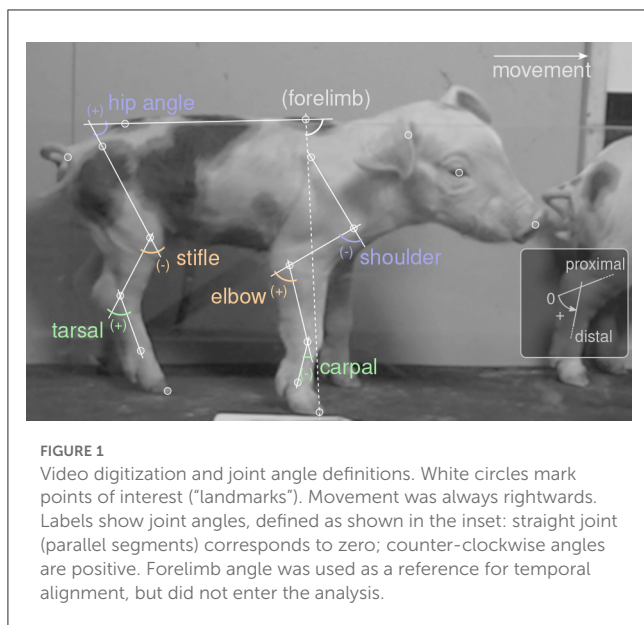 movement
(+) hip angle
(forelimb)
(-) stifle
(-) shoulder
elbow (+)
tarsal (+)
(-) carpal
proximal
0
+
distal
FIGURE 1
Video digitization and joint angle definitions. White circles mark
points of interest (“landmarks”). Movement was always rightwards.
Labels show joint angles, defined as shown in the inset: straight joint
(parallel segments) corresponds to zero; counter-clockwise angles
are positive. Forelimb angle was used as a reference for temporal
alignment, but did not enter the analysis.